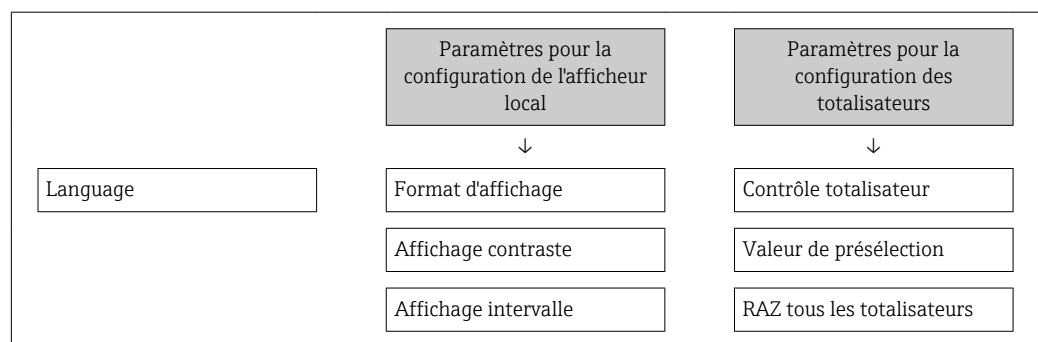 Paramètres pour la
configuration de l'afficheur
local
Paramètres pour la
configuration des
totalisateurs
↓
↓
Language
Format d'affichage
Contrôle totalisateur
Affichage contraste
Valeur de présélection
Affichage intervalle
RAZ tous les totalisateurs